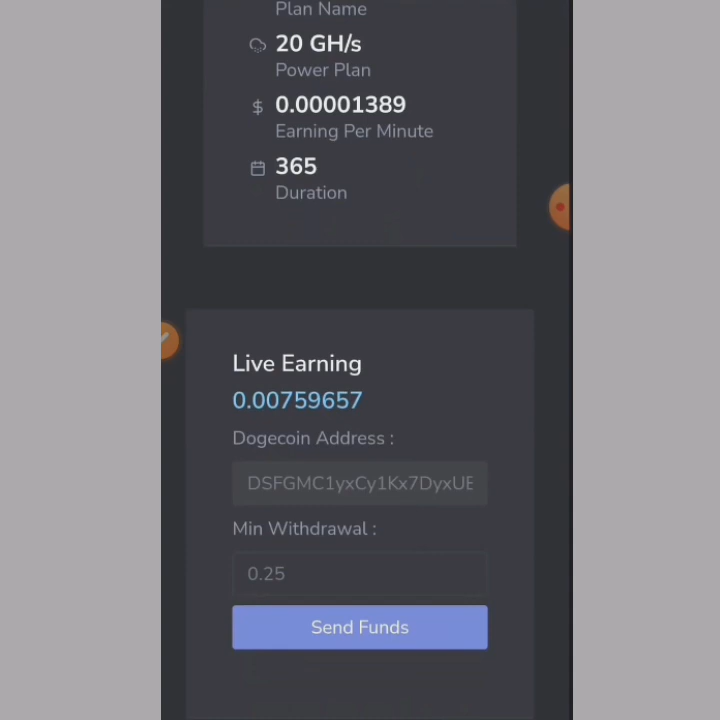 Plan Name
20 GH/s
Power Plan
0.00001389
Earning Per Minute
365
Duration
Live Earning
0.00759657
Dogecoin Address :
DSFGMC1yxCy1Kx7DyxUE
Min Withdrawal :
0.25
Send Funds